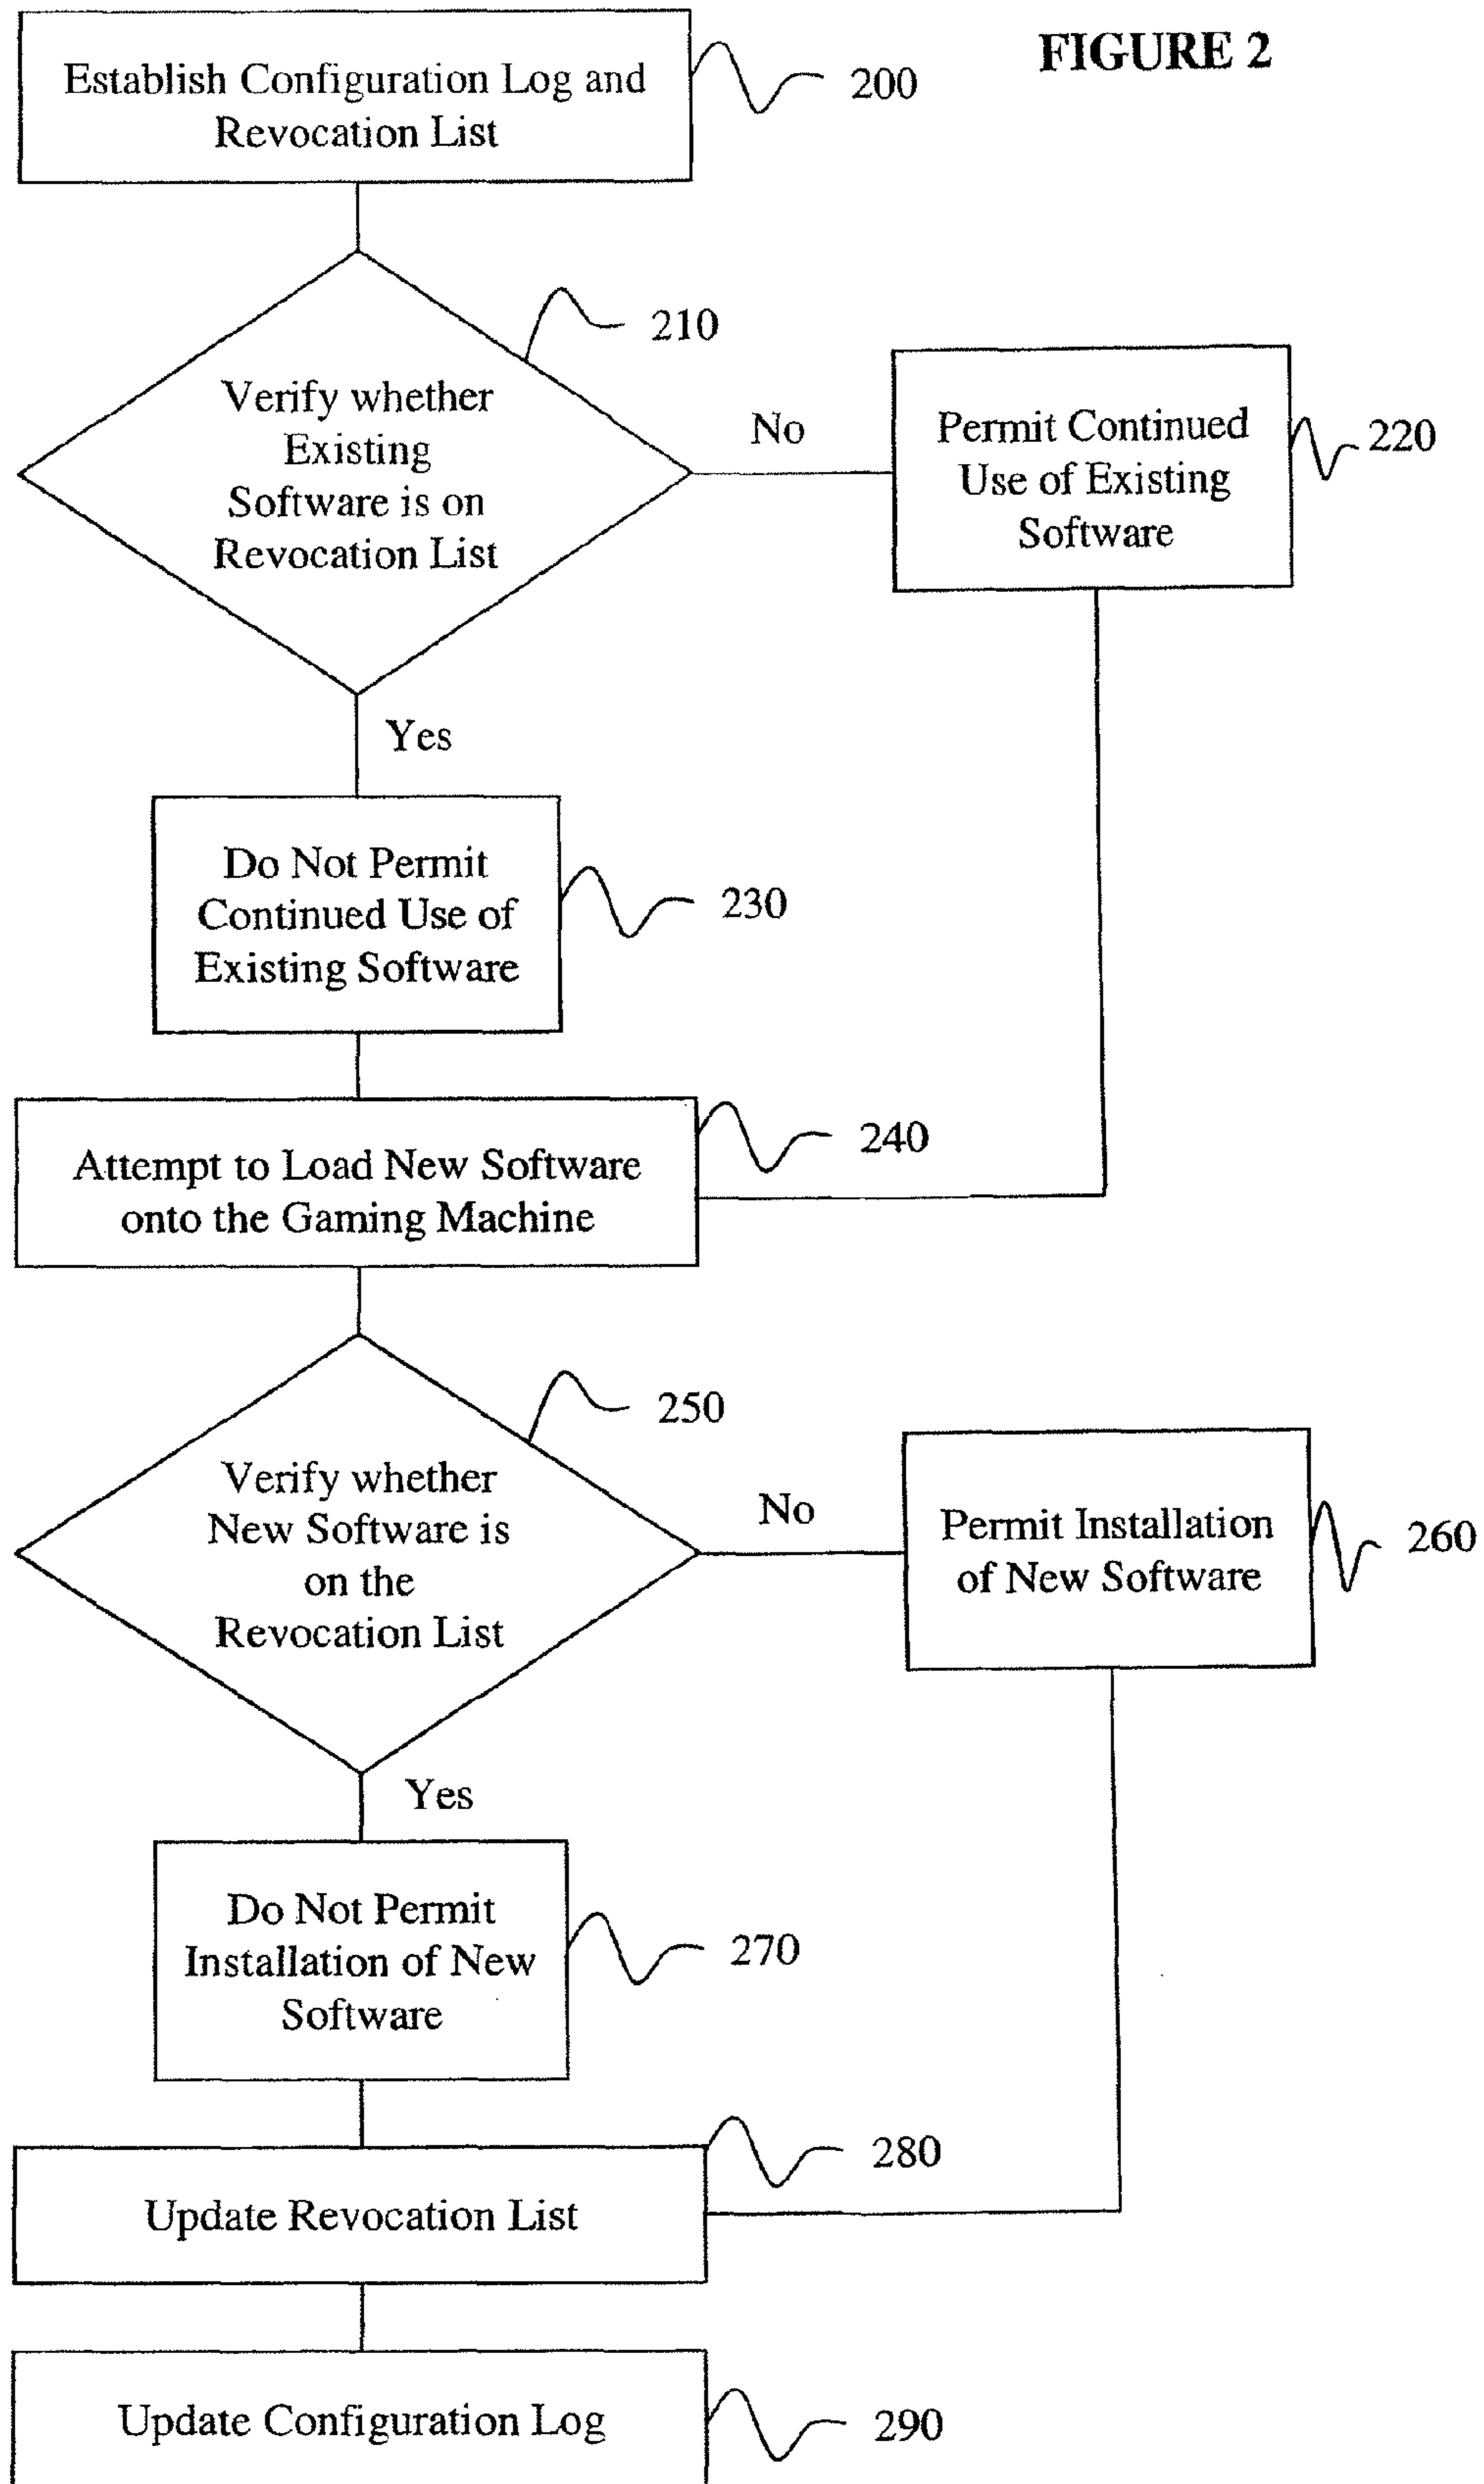 FIGURE 2
Establish Configuration Log and
Revocation List
200
210
Verify whether
Existing
Software is on
Revocation List
No
Permit Continued
Use of Existing
Software
220
Yes
Do Not Permit
Continued Use of
Existing Software
230
Attempt to Load New Software
onto the Gaming Machine
240
250
Verify whether
New Software is
on the
Revocation List
No
Permit Installation
of New Software
260
Yes
Do Not Permit
Installation of New
Software
270
Update Revocation List
280
Update Configuration Log
290